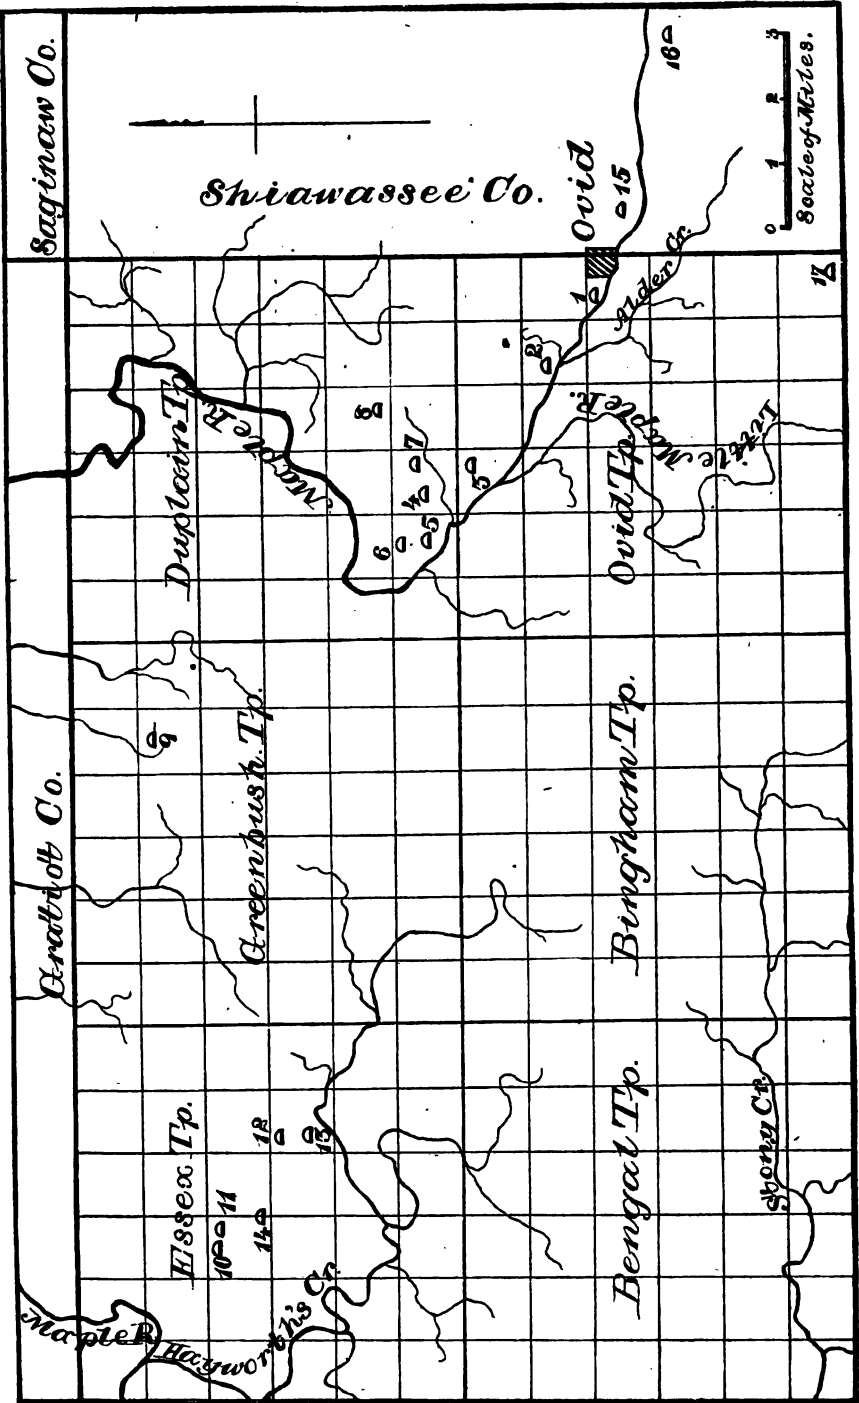 Saginaw Co.
Shiawassee Co.
Ovid
16
15
3
2
1
0
Scale of Miles.
17
1
Alder Cr.
2
Duplain Tp.
Maple R.
8
7
4
3
5
6
Ovid Tp.
Little Maple R.
Gratiot Co.
9
Greenbush. Tp.
Bingham Tp.
Essex Tp.
12
13
10
11
14
Bengal Tp.
Stony Cr.
Maple R.
Hayworth's Cr.